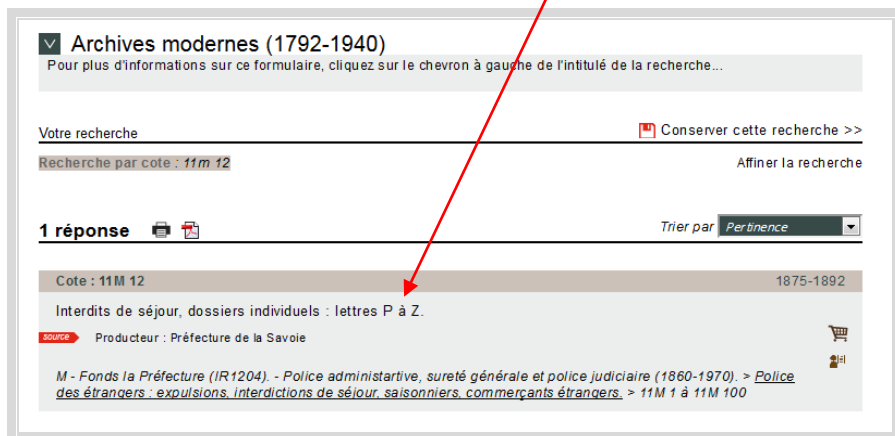 Archives modernes (1792-1940)
Pour plus d'informations sur ce formulaire, cliquez sur le chevron à gauche de l'intitulé de la recherche...
Votre recherche
Conserver cette recherche >>
Recherche par cote : 11m 12
Affiner la recherche
1 réponse
Trier par Pertinence
Cote : 11M 12
1875-1892
Interdits de séjour, dossiers individuels : lettres P à Z.
source Producteur : Préfecture de la Savoie
M - Fonds la Préfecture (IR1204). - Police administartive, sureté générale et police judiciaire (1860-1970). > Police
des étrangers : expulsions, interdictions de séjour, saisonniers, commerçants étrangers. > 11M 1 à 11M 100